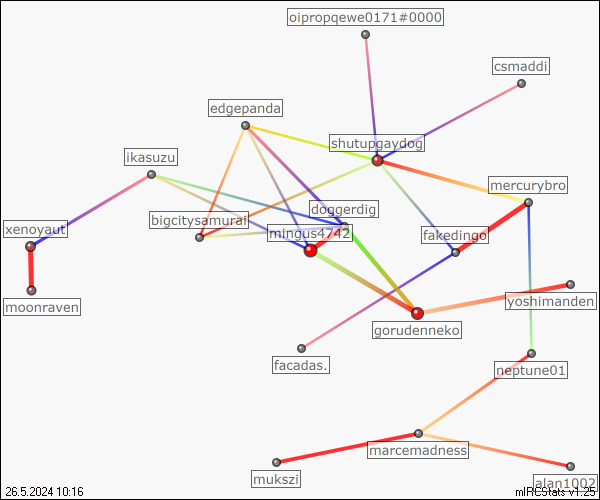 oipropqewe0171#0000
csmaddi
edgepanda
shutupgaydog
ikasuzu
mercurybro
doggerdig
bigcitysamurai
xenoyaut
mingus4742
fakedingo
moonraven
yoshimanden
gorudenneko
facadas.
neptune01
marcemadness
mukszi
alan1002
26.5.2024 10:16
mIRCStats v1.25